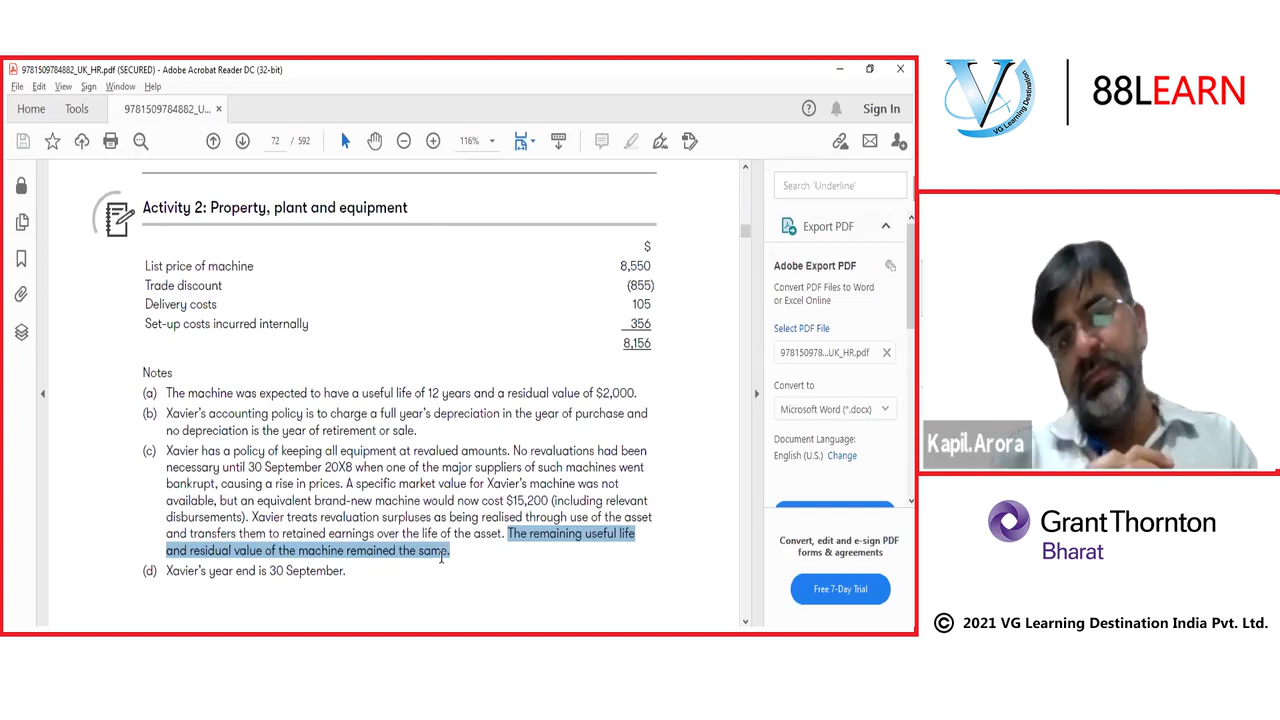 9781509784882_UK_HR.pdf (SECURED) - Adobe Acrobat Reader DC (32-bit)
File Edit View Sign Window Help
Home Tools 9781509784882_U... × Sign In
72 / 592 116%
Activity 2: Property, plant and equipment
$
List price of machine 8,550
Trade discount (855)
Delivery costs 105
Set-up costs incurred internally 356
8,156
Notes
(a) The machine was expected to have a useful life of 12 years and a residual value of $2,000.
(b) Xavier's accounting policy is to charge a full year's depreciation in the year of purchase and
no depreciation is the year of retirement or sale.
(c) Xavier has a policy of keeping all equipment at revalued amounts. No revaluations had been
necessary until 30 September 20X8 when one of the major suppliers of such machines went
bankrupt, causing a rise in prices. A specific market value for Xavier's machine was not
available, but an equivalent brand-new machine would now cost $15,200 (including relevant
disbursements). Xavier treats revaluation surpluses as being realised through use of the asset
and transfers them to retained earnings over the life of the asset. The remaining useful life
and residual value of the machine remained the same.
(d) Xavier's year end is 30 September.
Search 'Underline'
Export PDF
Adobe Export PDF
Convert PDF Files to Word
or Excel Online
Select PDF File
978150978...UK_HR.pdf
Convert to
Microsoft Word (*.docx)
Document Language:
English (U.S.) Change
Convert, edit and e-sign PDF
forms & agreements
Free 7-Day Trial
V
VG Learning Destination
88LEARN
Kapil.Arora
Grant Thornton
Bharat
© 2021 VG Learning Destination India Pvt. Ltd.